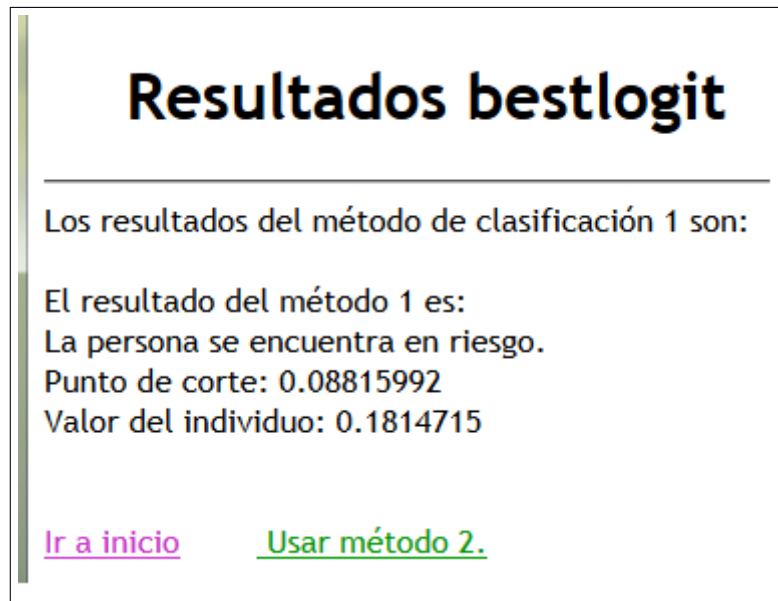 Resultados bestlogit
Los resultados del método de clasificación 1 son:
El resultado del método 1 es:
La persona se encuentra en riesgo.
Punto de corte: 0.08815992
Valor del individuo: 0.1814715
Ir a inicio Usar método 2.